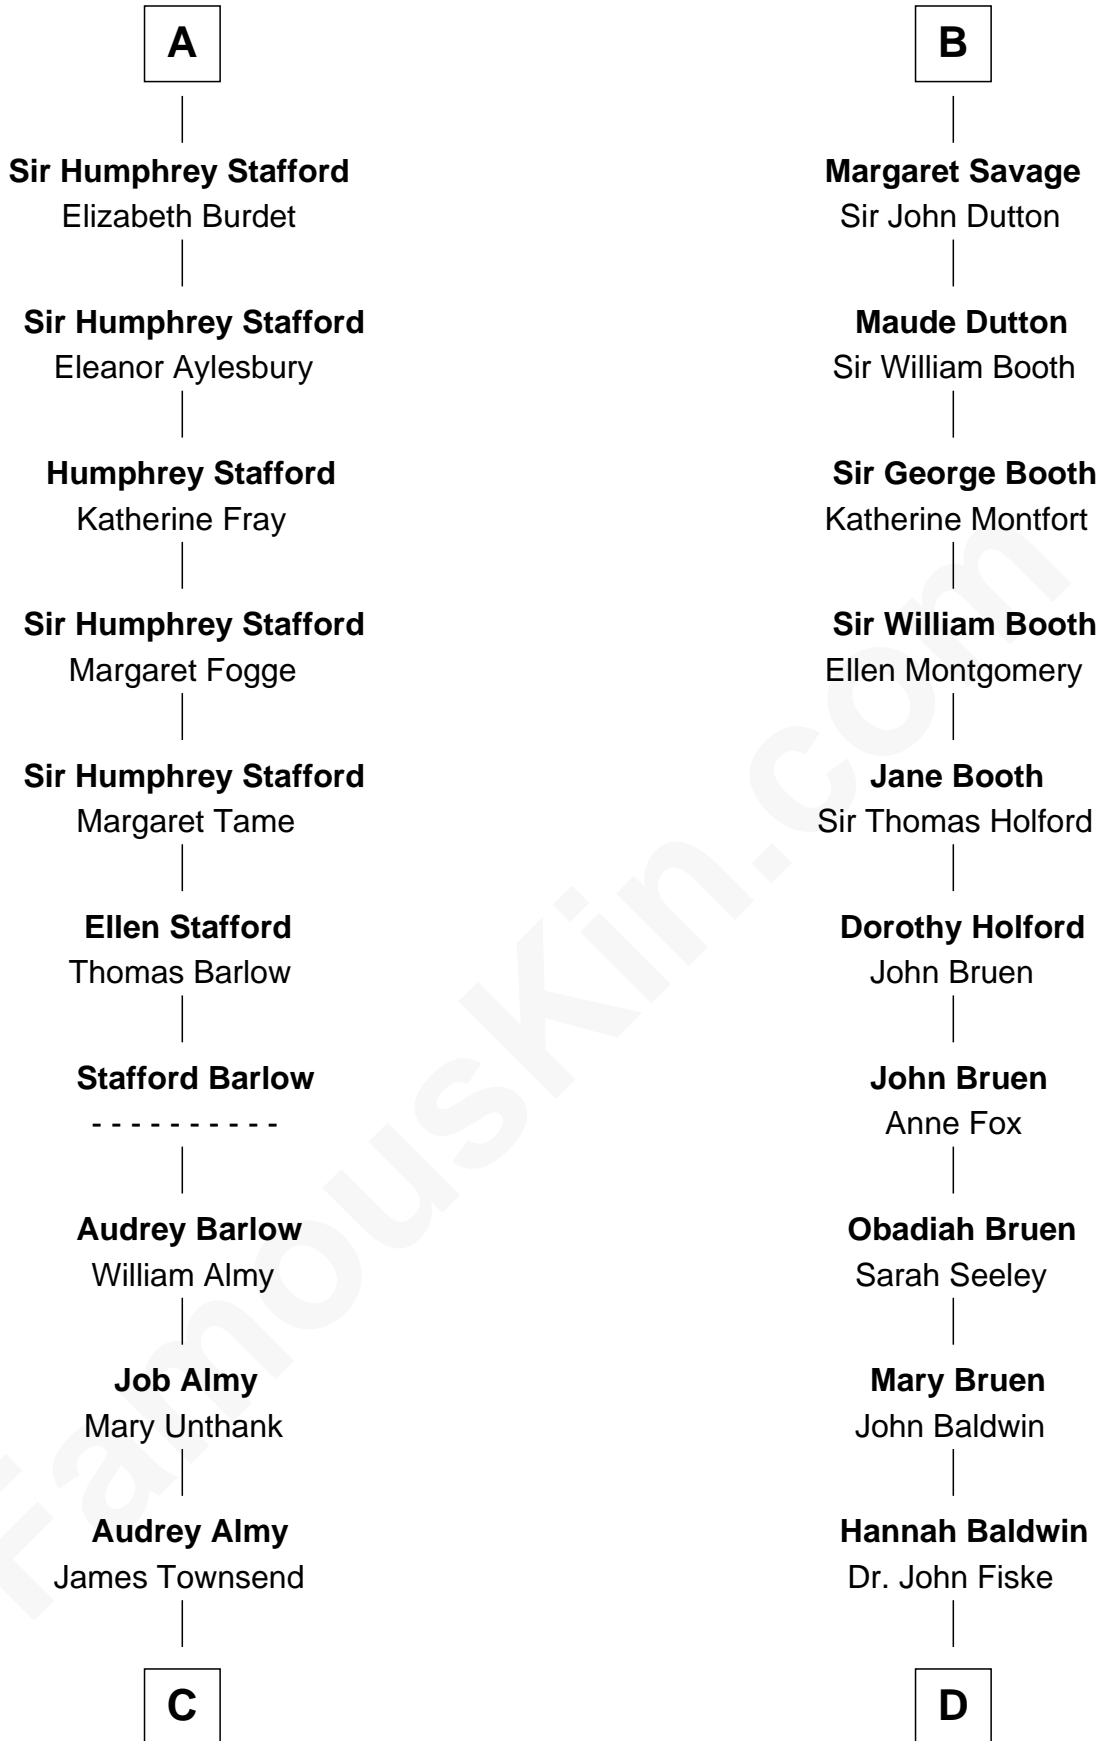 A
Sir Humphrey Stafford
Elizabeth Burdet
Sir Humphrey Stafford
Eleanor Aylesbury
Humphrey Stafford
Katherine Fray
Sir Humphrey Stafford
Margaret Fogge
Sir Humphrey Stafford
Margaret Tame
Ellen Stafford
Thomas Barlow
Stafford Barlow
- - - - - - - - - -
Audrey Barlow
William Almy
Job Almy
Mary Unthank
Audrey Almy
James Townsend
C
B
Margaret Savage
Sir John Dutton
Maude Dutton
Sir William Booth
Sir George Booth
Katherine Montfort
Sir William Booth
Ellen Montgomery
Jane Booth
Sir Thomas Holford
Dorothy Holford
John Bruen
John Bruen
Anne Fox
Obadiah Bruen
Sarah Seeley
Mary Bruen
John Baldwin
Hannah Baldwin
Dr. John Fiske
D
FamousKin.com